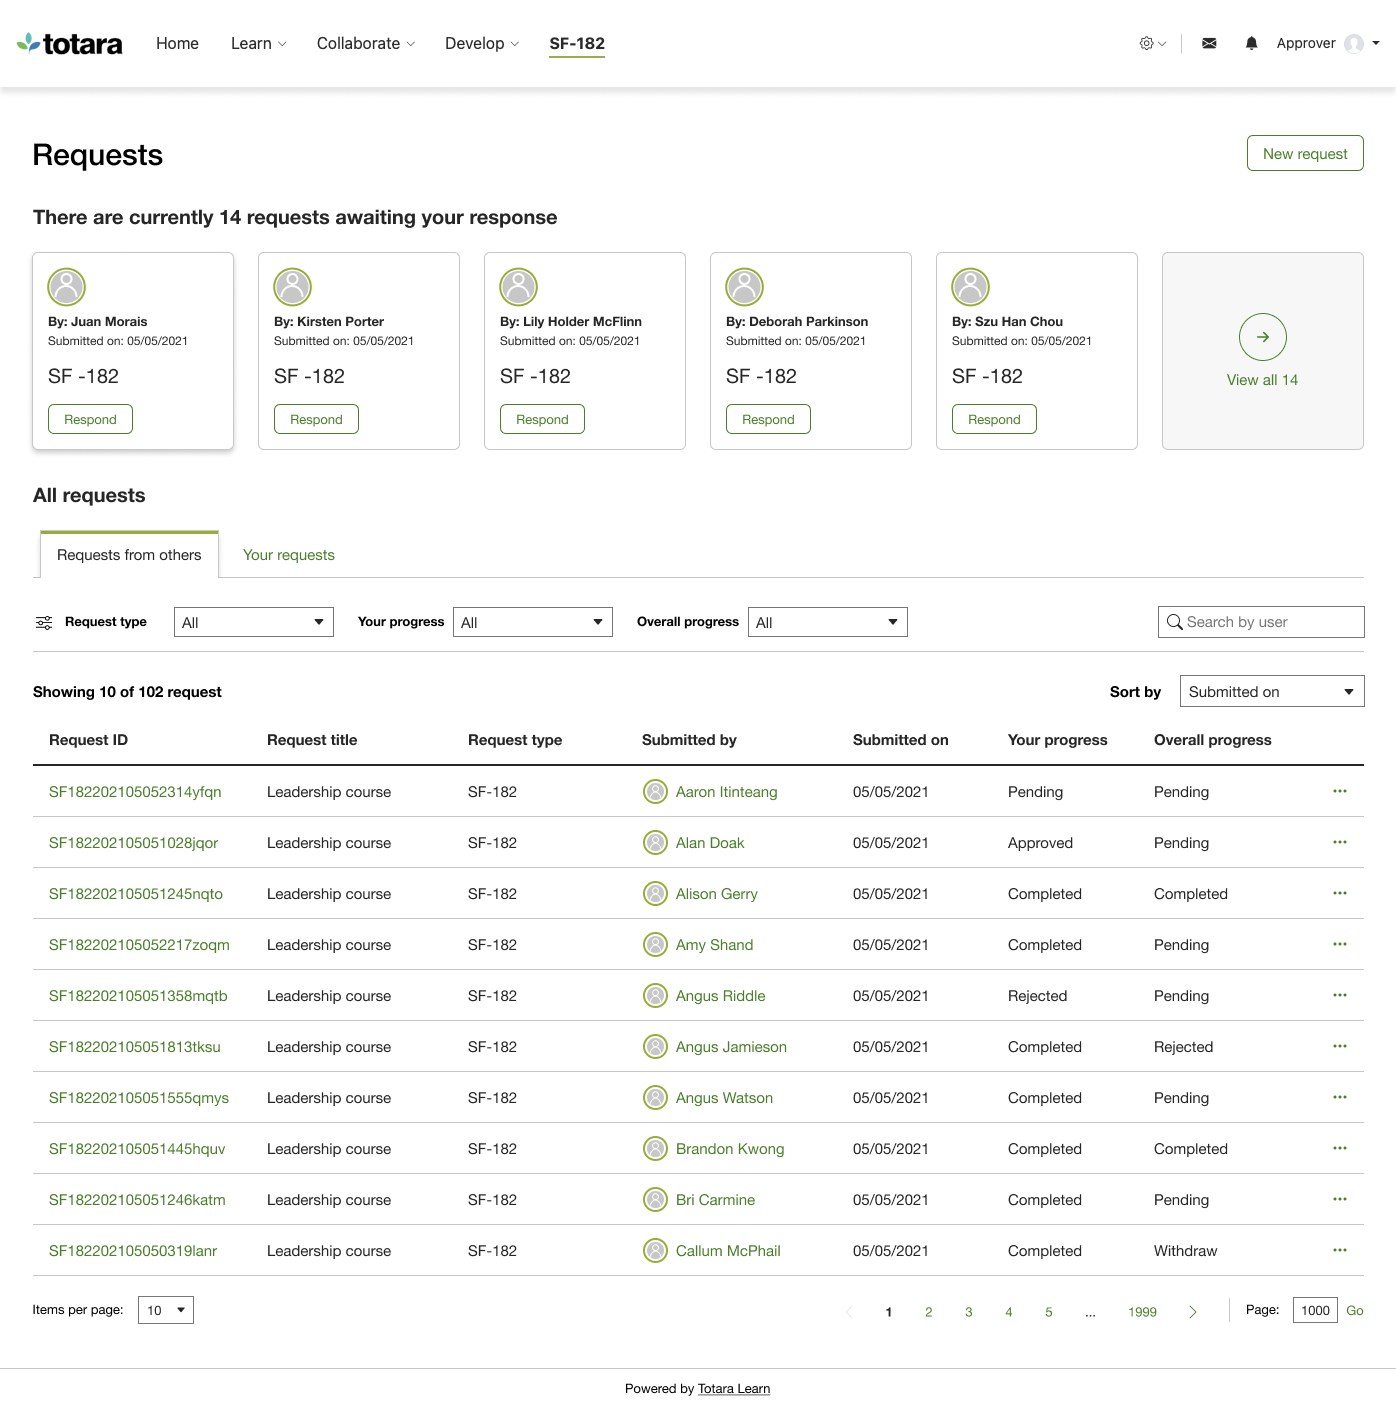 totara Home Learn Collaborate Develop SF-182 Approver
Requests New request
There are currently 14 requests awaiting your response
By: Juan Morais
Submitted on: 05/05/2021
SF -182
Respond
By: Kirsten Porter
Submitted on: 05/05/2021
SF -182
Respond
By: Lily Holder McFlinn
Submitted on: 05/05/2021
SF -182
Respond
By: Deborah Parkinson
Submitted on: 05/05/2021
SF -182
Respond
By: Szu Han Chou
Submitted on: 05/05/2021
SF -182
Respond
View all 14
All requests
Requests from others Your requests
Request type All Your progress All Overall progress All Search by user
Showing 10 of 102 request Sort by Submitted on
Request ID Request title Request type Submitted by Submitted on Your progress Overall progress
SF182202105052314yfqn Leadership course SF-182 Aaron Itinteang 05/05/2021 Pending Pending ...
SF182202105051028jqor Leadership course SF-182 Alan Doak 05/05/2021 Approved Pending ...
SF182202105051245nqto Leadership course SF-182 Alison Gerry 05/05/2021 Completed Completed ...
SF182202105052217zoqm Leadership course SF-182 Amy Shand 05/05/2021 Completed Pending ...
SF182202105051358mqtb Leadership course SF-182 Angus Riddle 05/05/2021 Rejected Pending ...
SF182202105051813tksu Leadership course SF-182 Angus Jamieson 05/05/2021 Completed Rejected ...
SF182202105051555qmys Leadership course SF-182 Angus Watson 05/05/2021 Completed Pending ...
SF182202105051445hquv Leadership course SF-182 Brandon Kwong 05/05/2021 Completed Completed ...
SF182202105051246katm Leadership course SF-182 Bri Carmine 05/05/2021 Completed Pending ...
SF182202105050319lanr Leadership course SF-182 Callum McPhail 05/05/2021 Completed Withdraw ...
Items per page: 10 1 2 3 4 5 ... 1999 Page: 1000 Go
Powered by Totara Learn